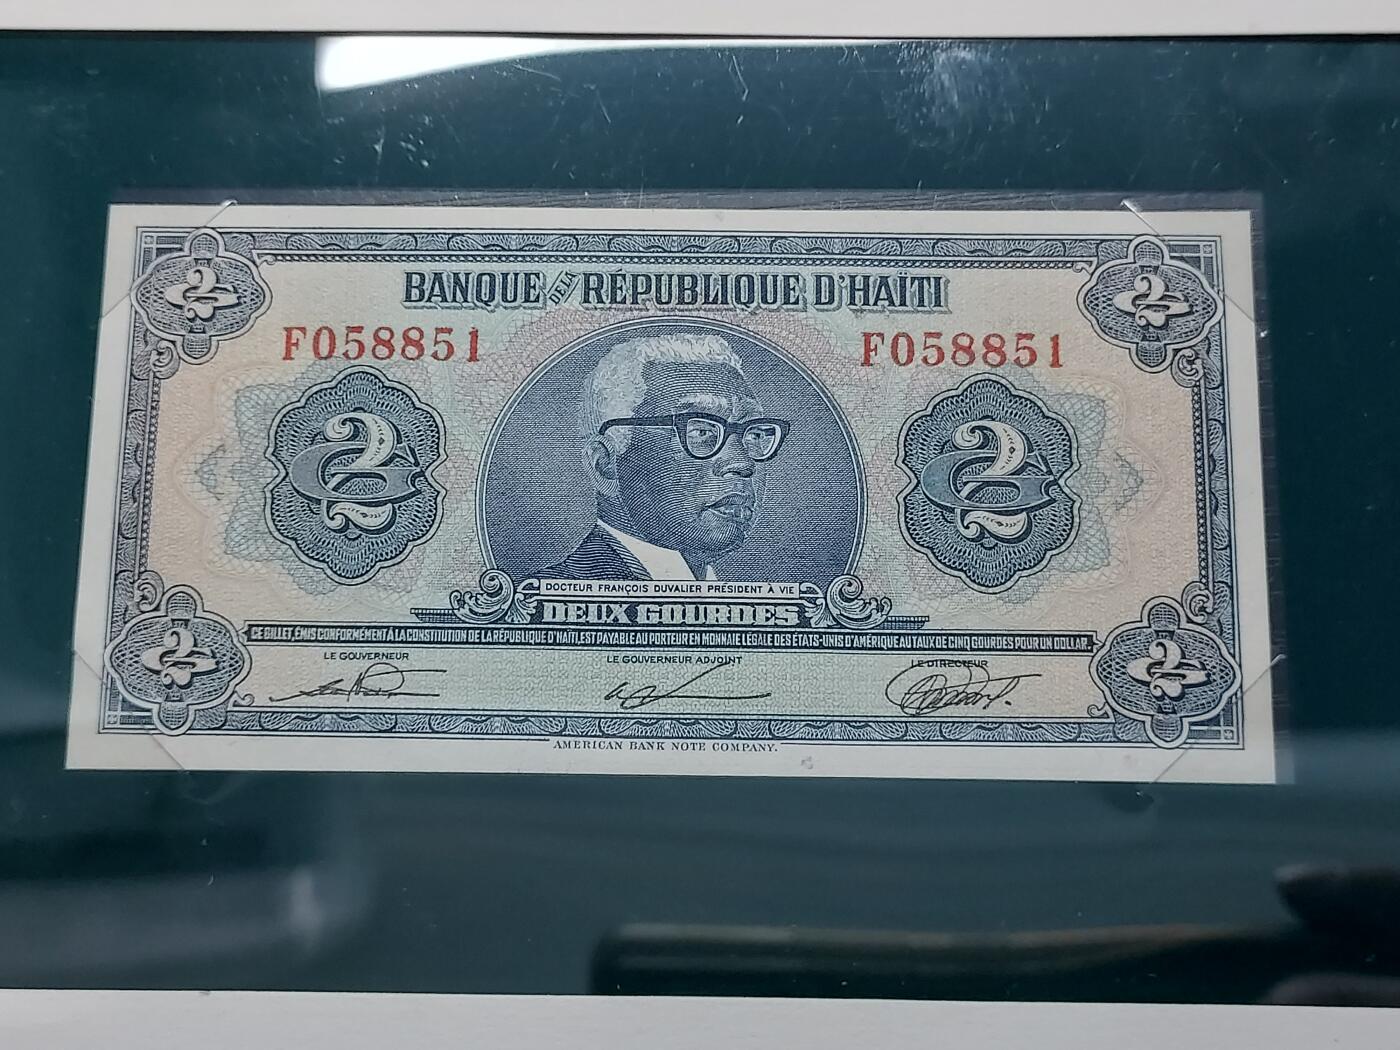 2 2
BANQUE DE LA RÉPUBLIQUE D'HAÏTI
F058851 F058851
2 2
DOCTEUR FRANÇOIS DUVALIER PRÉSIDENT À VIE
DEUX GOURDES
CE BILLET, ÉMIS CONFORMÉMENT À LA CONSTITUTION DE LA RÉPUBLIQUE D'HAÏTI, EST PAYABLE AU PORTEUR EN MONNAIE LÉGALE DES ÉTATS-UNIS D'AMÉRIQUE AU TAUX DE CINQ GOURDES POUR UN DOLLAR.
LE GOUVERNEUR LE GOUVERNEUR ADJOINT LE DIRECTEUR
2 2
AMERICAN BANK NOTE COMPANY.